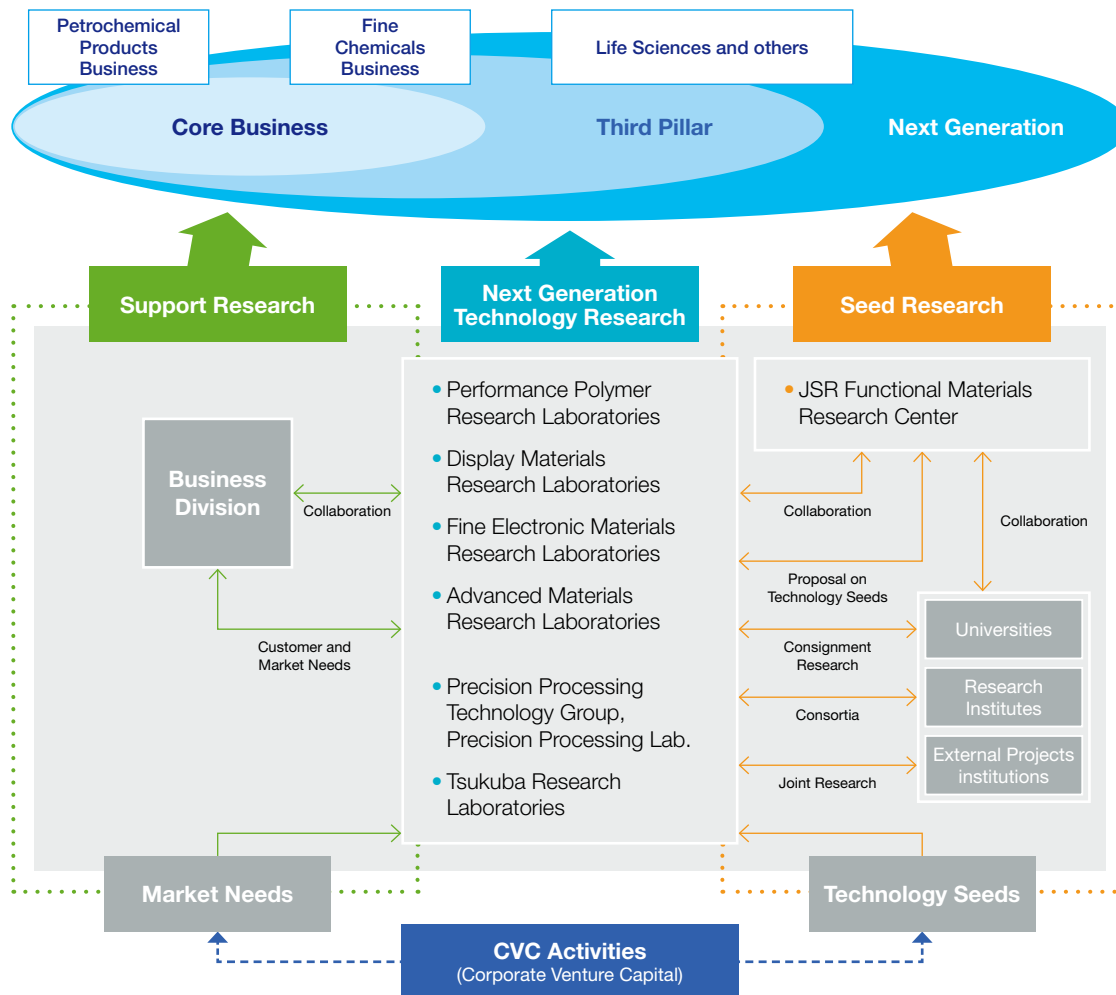 Petrochemical
Products
Business
Fine
Chemicals
Business
Life Sciences and others
Core Business
Third Pillar
Next Generation
Support Research
Next Generation
Technology Research
Seed Research
• Performance Polymer
Research Laboratories
• Display Materials
Research Laboratories
• Fine Electronic Materials
Research Laboratories
• Advanced Materials
Research Laboratories
• Precision Processing
Technology Group,
Precision Processing Lab.
• Tsukuba Research
Laboratories
• JSR Functional Materials
Research Center
Business
Division
Collaboration
Customer and
Market Needs
Collaboration
Collaboration
Proposal on
Technology Seeds
Consignment
Research
Consortia
Joint Research
Universities
Research
Institutes
External Projects
institutions
Market Needs
Technology Seeds
CVC Activities
(Corporate Venture Capital)